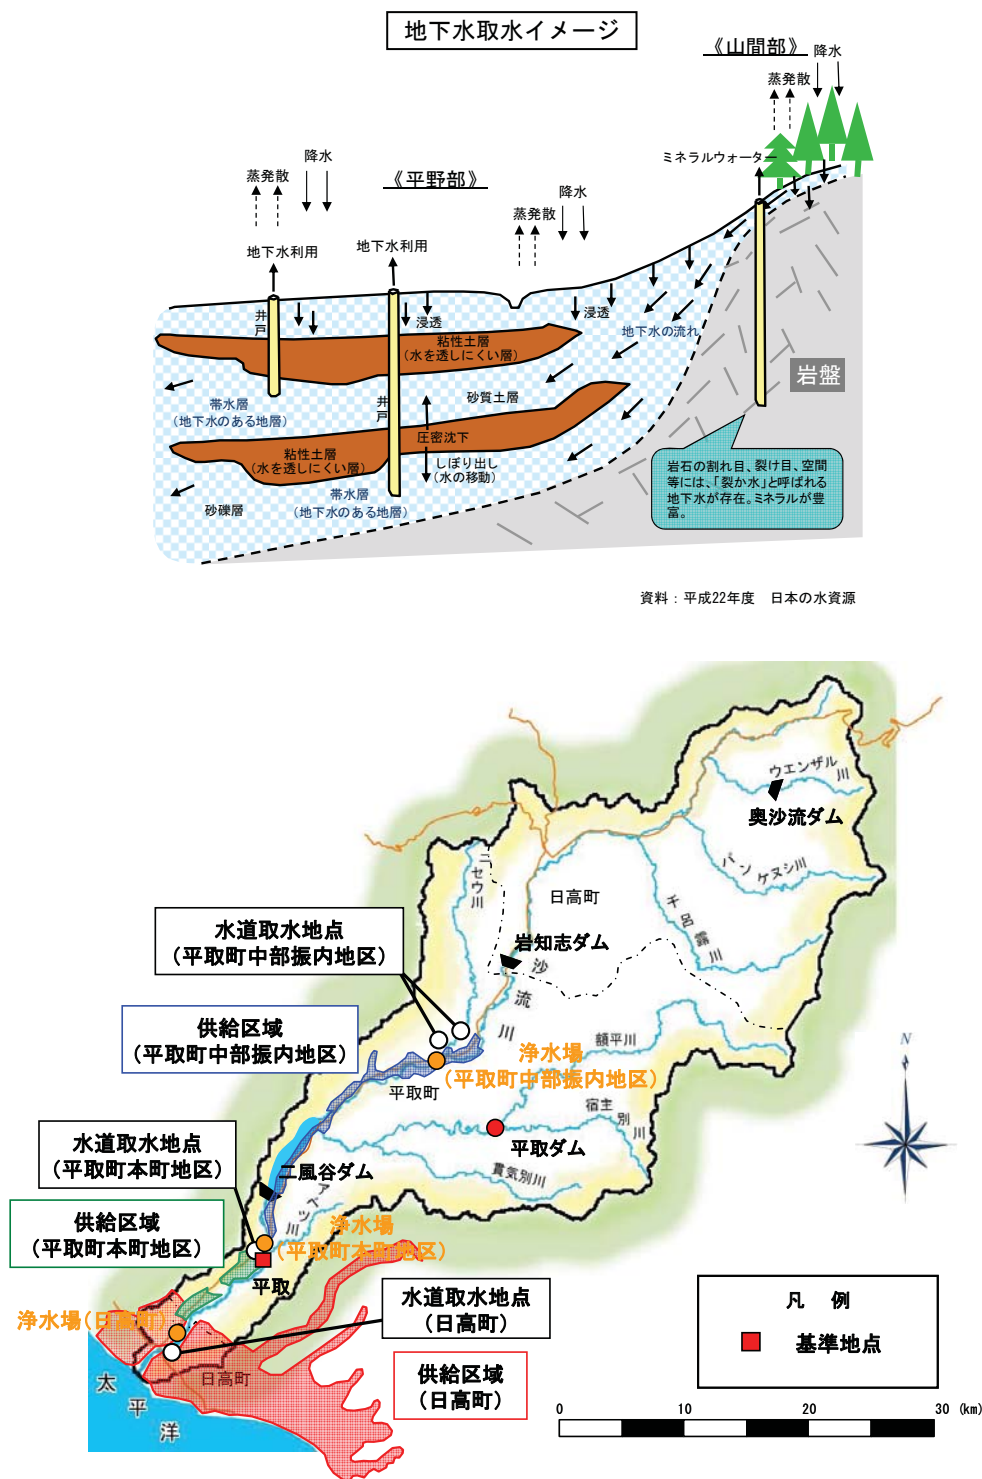 地下水取水イメージ
《山間部》
降水
蒸発散
ミネラルウォーター
降水
蒸発散
《平野部》
降水
蒸発散
地下水利用
地下水利用
井戸
浸透
浸透
地下水の流れ
粘性土層
(水を透しにくい層)
岩盤
帯水層
(地下水のある地層)
井戸
砂質土層
圧密沈下
粘性土層
(水を透しにくい層)
しぼり出し
(水の移動)
帯水層
(地下水のある地層)
砂礫層
岩石の割れ目、裂け目、空間
等には、「裂か水」と呼ばれる
地下水が存在。ミネラルが豊
富。
資料：平成22年度　日本の水資源
ウエンザル川
奥沙流ダム
パンケヌシ川
ニセウ川
日高町
千呂露川
水道取水地点
(平取町中部振内地区)
岩知志ダム
沙流川
供給区域
(平取町中部振内地区)
額平川
浄水場
(平取町中部振内地区)
平取町
宿主別川
水道取水地点
(平取町本町地区)
平取ダム
二風谷ダム
貫気別川
アベツ川
供給区域
(平取町本町地区)
浄水場
(平取町本町地区)
平取
水道取水地点
(日高町)
浄水場(日高町)
日高町
供給区域
(日高町)
太平洋
N
凡　例
基準地点
0 10 20 30 (km)